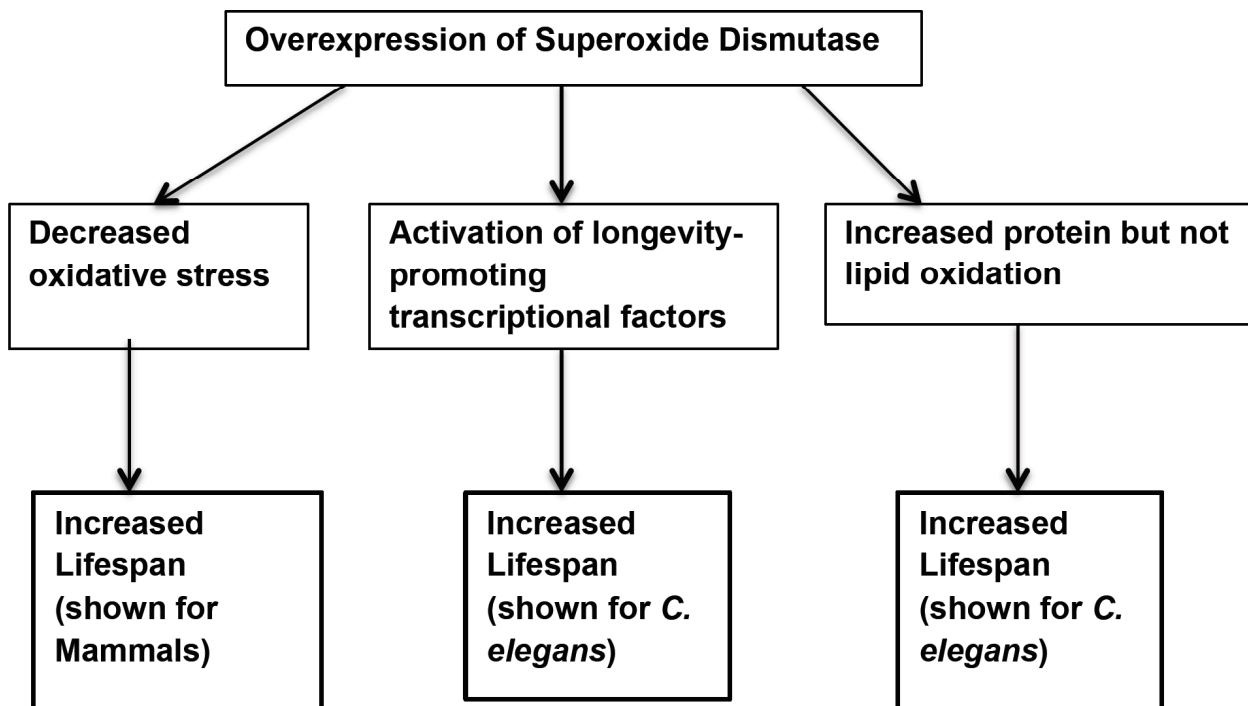 Overexpression of Superoxide Dismutase
Decreased
oxidative stress
Activation of longevity-
promoting
transcriptional factors
Increased protein but not
lipid oxidation
Increased
Lifespan
(shown for
Mammals)
Increased
Lifespan
(shown for C.
elegans)
Increased
Lifespan
(shown for C.
elegans)